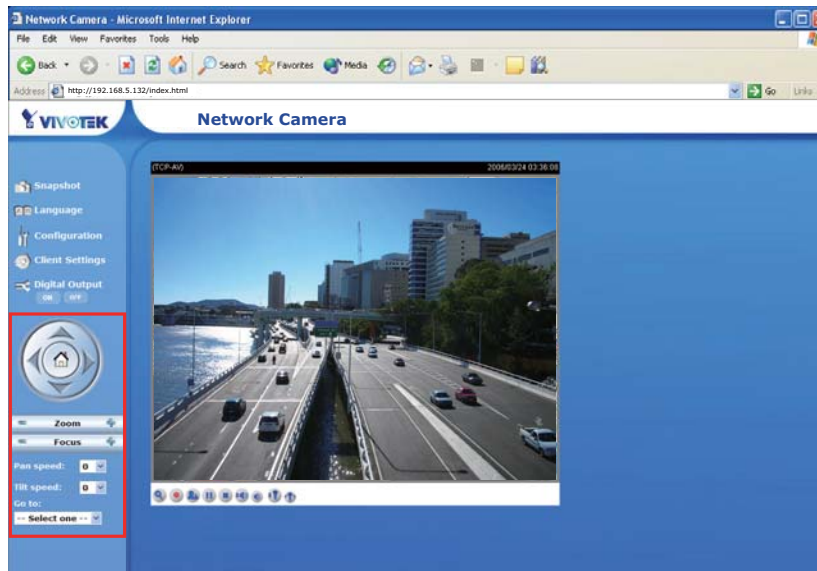 Network Camera - Microsoft Internet Explorer
File Edit View Favorites Tools Help
Back Search Favorites Media
Address http://192.168.5.132/index.html Go Links
VIVOTEK Network Camera
(TCP-AV) 2006/03/24 03:36:08
Snapshot
Language
Configuration
Client Settings
Digital Output
ON OFF
Zoom
Focus
Pan speed: 0
Tilt speed: 0
Go to:
-- Select one --